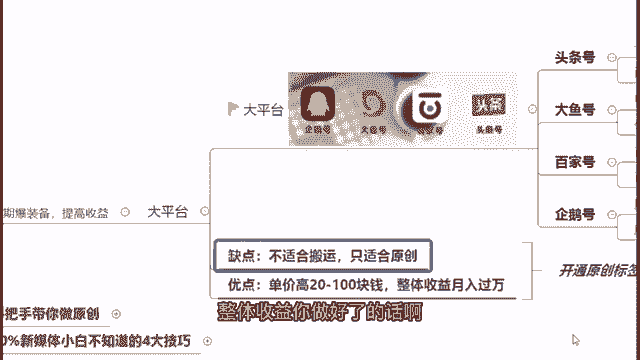 头条号
大平台
企鹅号
大鱼号
头条
头条号
大鱼号
百家号
期爆装备，提高收益
大平台
企鹅号
缺点：不适合搬运，只适合原创
优点：单价高20-100块钱，整体收益月入过万
开通原创标签
整体收益你做好了的话啊
把手带你做原创
0%新媒体小白不知道的4大技巧